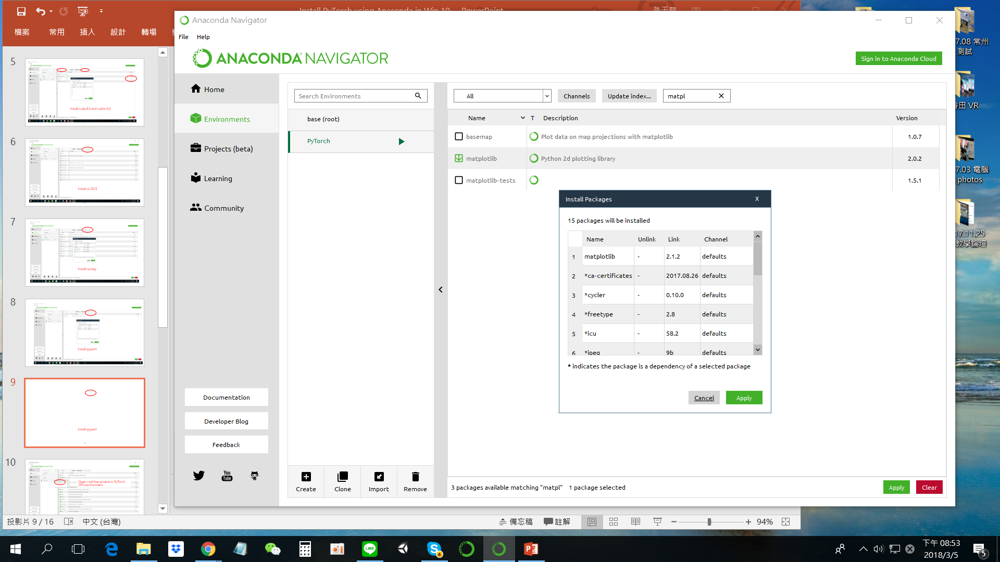 Install PyTorch using Anaconda in Win 10 - PowerPoint
孫天龍
檔案 常用 插入 設計 轉場
5
Install cuda 8.0 and cudnn 6.0
6
Install vs 2015
7
Install numpy
8
Install pyyaml
9
Install pyyaml
10
Open cmd line window in PyTorch-
GPU environment
投影片 9 / 16 中文 (台灣)
備忘稿 註解 94%
Anaconda Navigator
File Help
ANACONDA NAVIGATOR
Sign in to Anaconda Cloud
Home
Environments
Projects (beta)
Learning
Community
Documentation
Developer Blog
Feedback
You
Tube
Search Environments
base (root)
PyTorch
Create Clone Import Remove
All Channels Update index... matpl X
Name T Description Version
basemap Plot data on map projections with matplotlib 1.0.7
matplotlib Python 2d plotting library 2.0.2
matplotlib-tests 1.5.1
Install Packages X
15 packages will be installed
Name Unlink Link Channel
1 matplotlib - 2.1.2 defaults
2 *ca-certificates - 2017.08.26 defaults
3 *cycler - 0.10.0 defaults
4 *freetype - 2.8 defaults
5 *icu - 58.2 defaults
6 *jpeg - 9b defaults
* indicates the package is a dependency of a selected package
Cancel Apply
3 packages available matching "matpl" 1 package selected
Apply Clear
7.08 常州
測試
香田 VR
7.03 電腦
photos
17.11.25
教學論壇
LINE
4
下午 08:53
2018/3/5
5